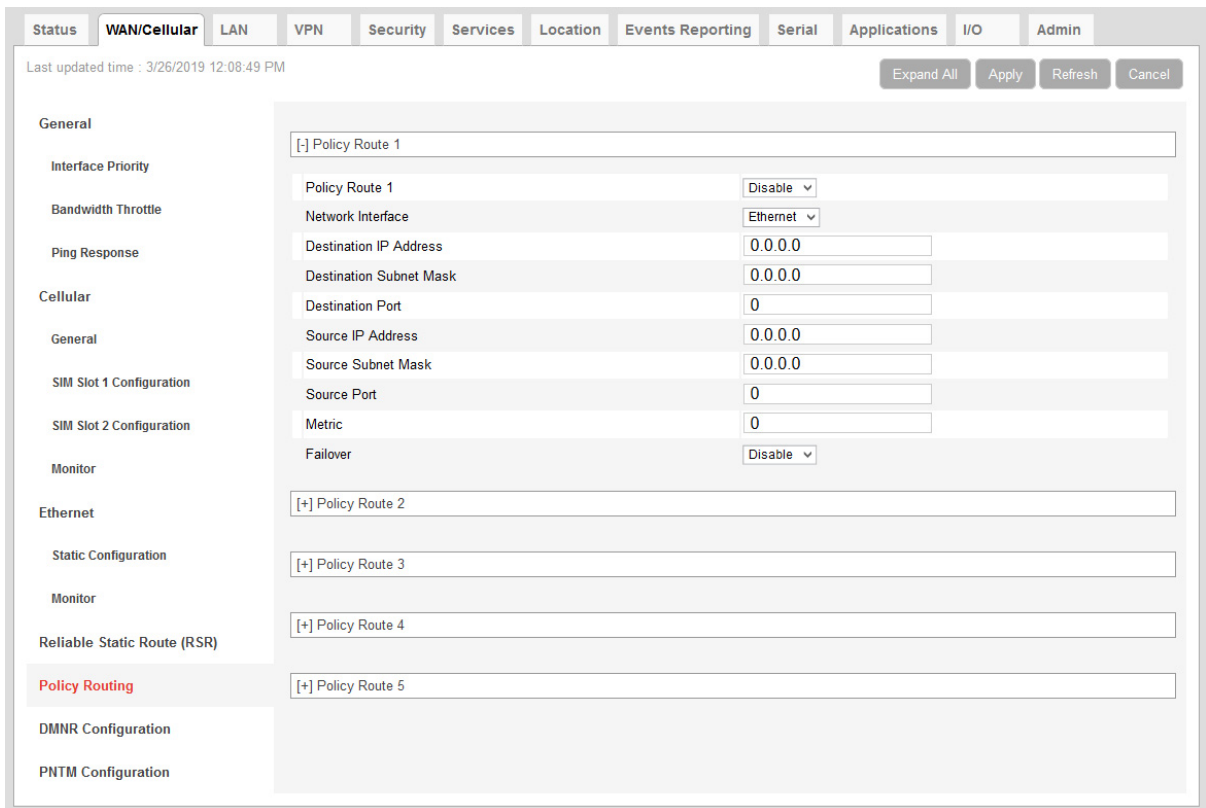 Status WAN/Cellular LAN VPN Security Services Location Events Reporting Serial Applications I/O Admin
Last updated time : 3/26/2019 12:08:49 PM
Expand All Apply Refresh Cancel
General
Interface Priority
Bandwidth Throttle
Ping Response
Cellular
General
SIM Slot 1 Configuration
SIM Slot 2 Configuration
Monitor
Ethernet
Static Configuration
Monitor
Reliable Static Route (RSR)
Policy Routing
DMNR Configuration
PNTM Configuration
[-] Policy Route 1
Policy Route 1 Disable
Network Interface Ethernet
Destination IP Address 0.0.0.0
Destination Subnet Mask 0.0.0.0
Destination Port 0
Source IP Address 0.0.0.0
Source Subnet Mask 0.0.0.0
Source Port 0
Metric 0
Failover Disable
[+] Policy Route 2
[+] Policy Route 3
[+] Policy Route 4
[+] Policy Route 5